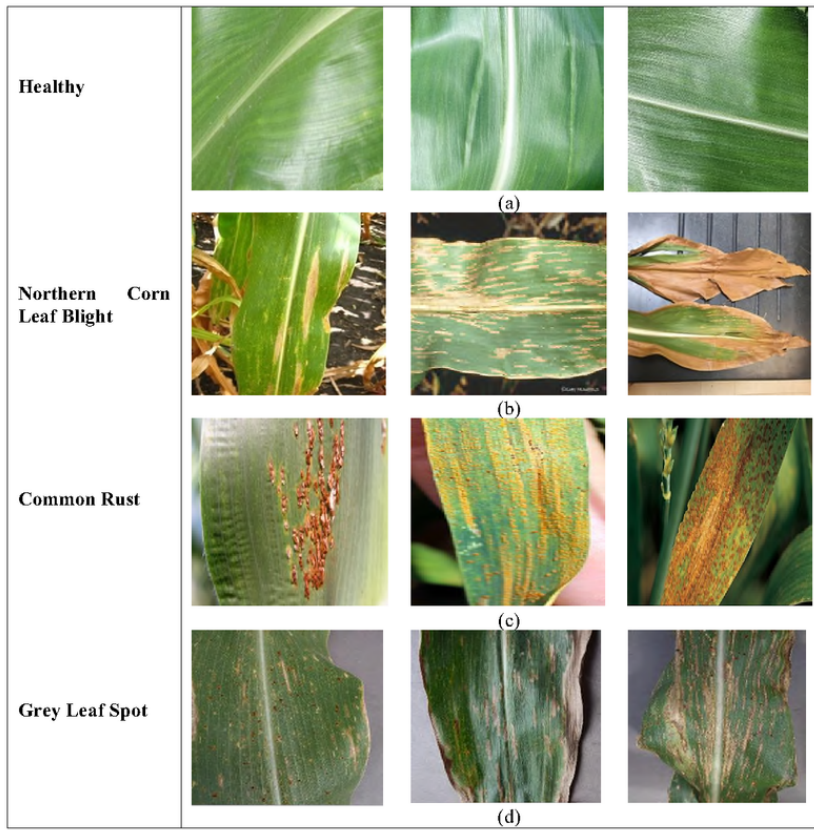 Healthy
(a)
Northern Corn
Leaf Blight
(b)
Common Rust
(c)
Grey Leaf Spot
(d)